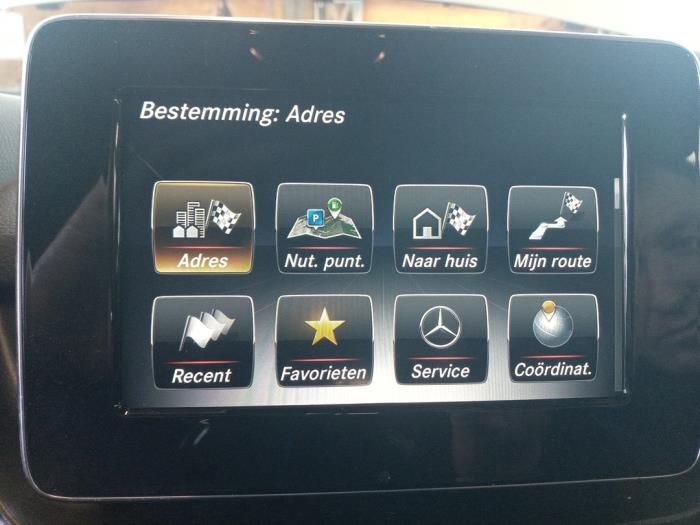 Bestemming: Adres
Adres
Nut. punt.
Naar huis
Mijn route
Recent
Favorieten
Service
Coördinat.